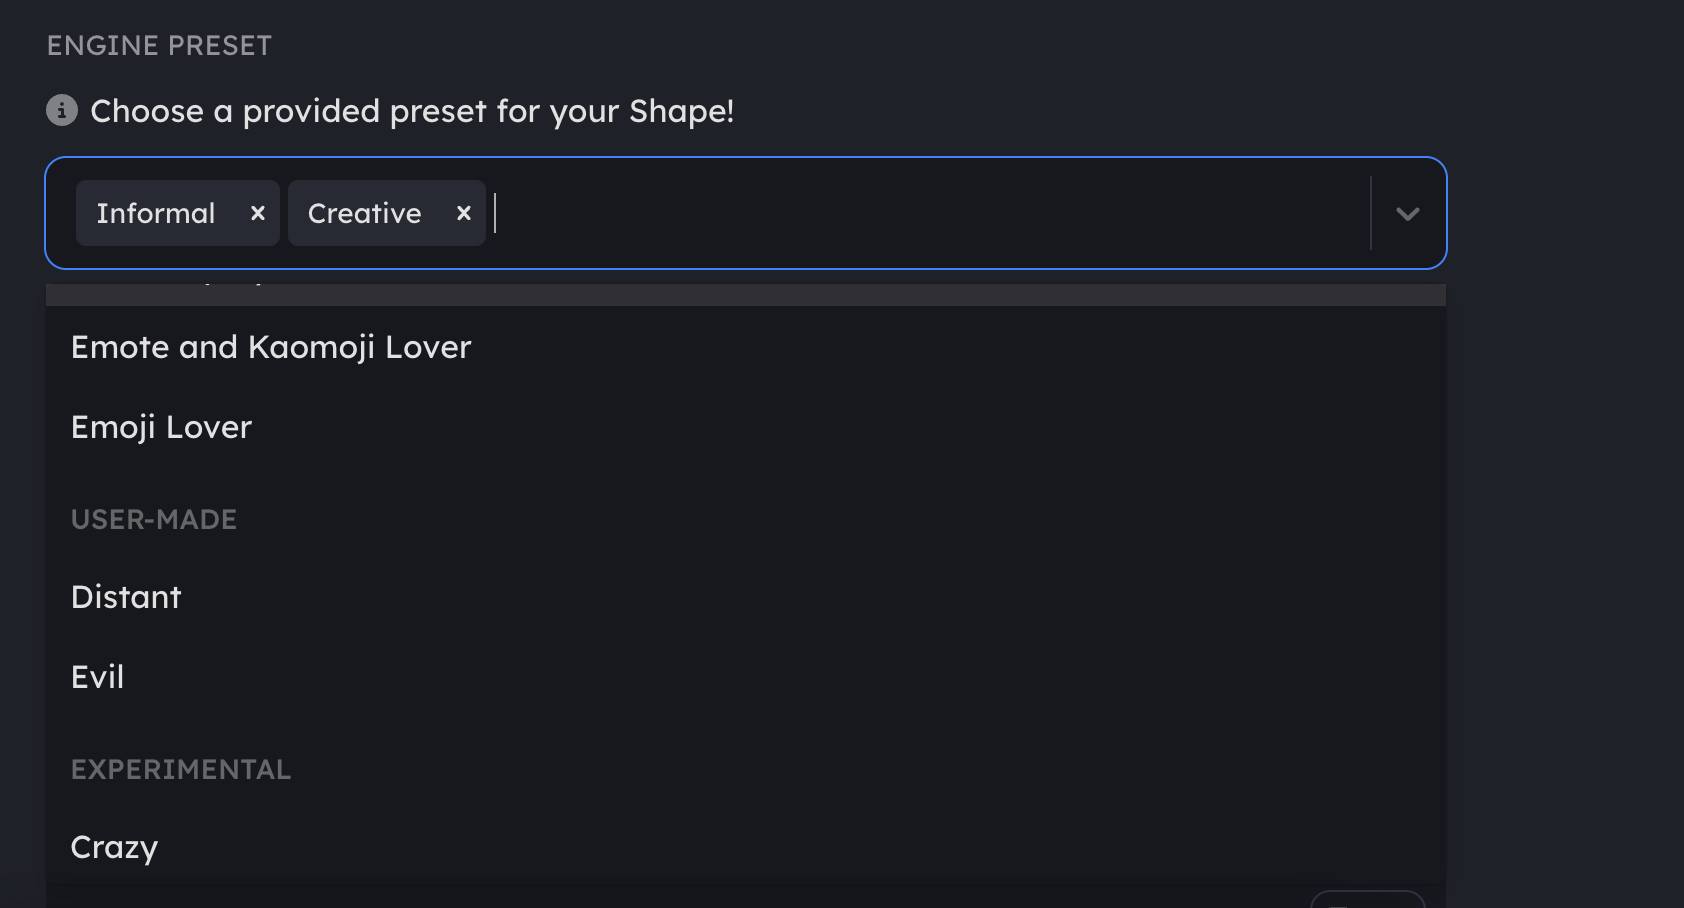 ENGINE PRESET
Choose a provided preset for your Shape!
Informal × Creative ×
Emote and Kaomoji Lover
Emoji Lover
USER-MADE
Distant
Evil
EXPERIMENTAL
Crazy